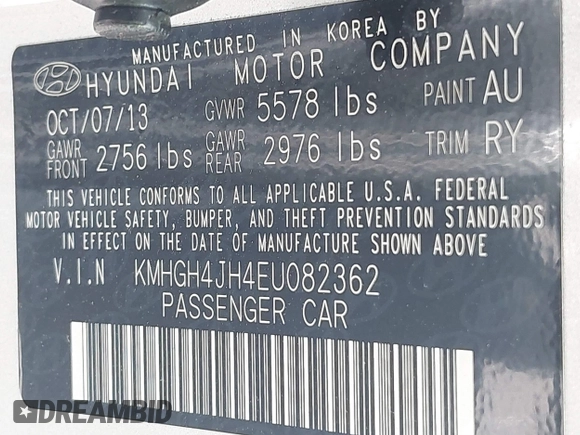 MANUFACTURED IN KOREA BY
HYUNDAI MOTOR COMPANY
OCT/07/13 GVWR 5578 lbs PAINT AU
GAWR FRONT 2756 lbs GAWR REAR 2976 lbs TRIM RY
THIS VEHICLE CONFORMS TO ALL APPLICABLE U.S.A. FEDERAL
MOTOR VEHICLE SAFETY, BUMPER, AND THEFT PREVENTION STANDARDS
IN EFFECT ON THE DATE OF MANUFACTURE SHOWN ABOVE
V.I.N KMHGH4JH4EU082362
PASSENGER CAR
DREAMBID